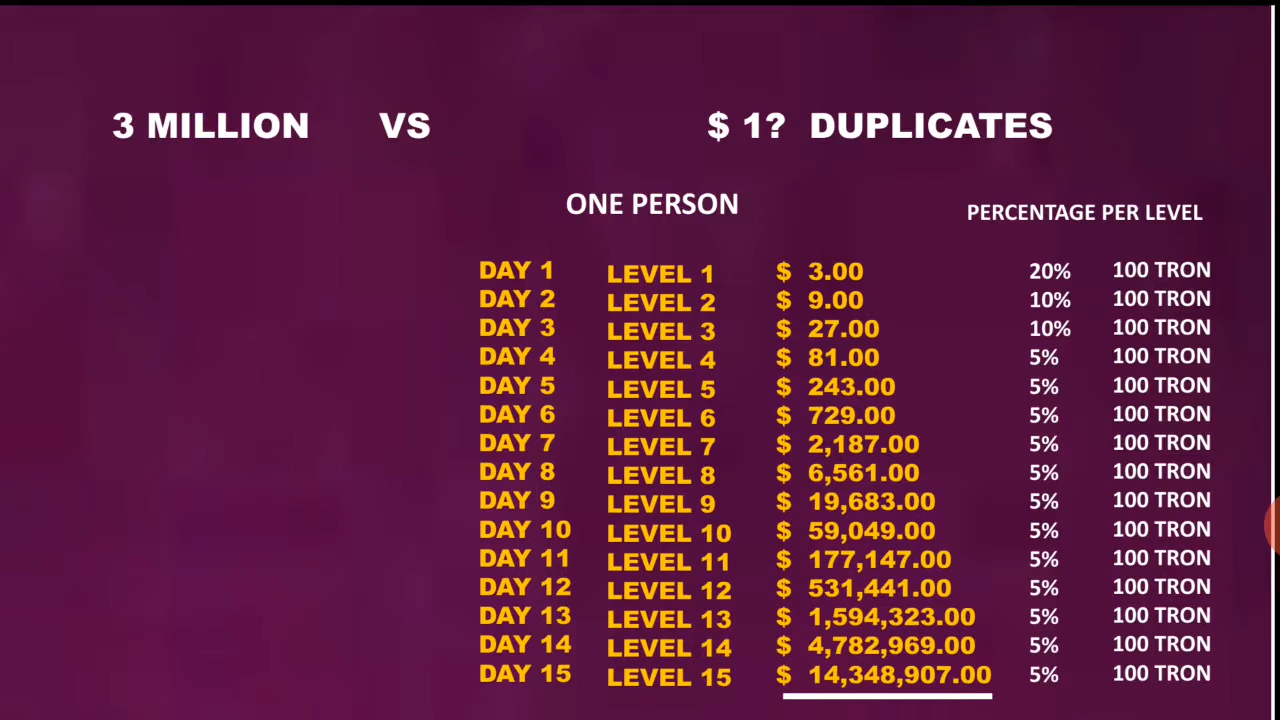 3 MILLION VS $ 1? DUPLICATES
ONE PERSON PERCENTAGE PER LEVEL
DAY 1 LEVEL 1 $ 3.00 20% 100 TRON
DAY 2 LEVEL 2 $ 9.00 10% 100 TRON
DAY 3 LEVEL 3 $ 27.00 10% 100 TRON
DAY 4 LEVEL 4 $ 81.00 5% 100 TRON
DAY 5 LEVEL 5 $ 243.00 5% 100 TRON
DAY 6 LEVEL 6 $ 729.00 5% 100 TRON
DAY 7 LEVEL 7 $ 2,187.00 5% 100 TRON
DAY 8 LEVEL 8 $ 6,561.00 5% 100 TRON
DAY 9 LEVEL 9 $ 19,683.00 5% 100 TRON
DAY 10 LEVEL 10 $ 59,049.00 5% 100 TRON
DAY 11 LEVEL 11 $ 177,147.00 5% 100 TRON
DAY 12 LEVEL 12 $ 531,441.00 5% 100 TRON
DAY 13 LEVEL 13 $ 1,594,323.00 5% 100 TRON
DAY 14 LEVEL 14 $ 4,782,969.00 5% 100 TRON
DAY 15 LEVEL 15 $ 14,348,907.00 5% 100 TRON